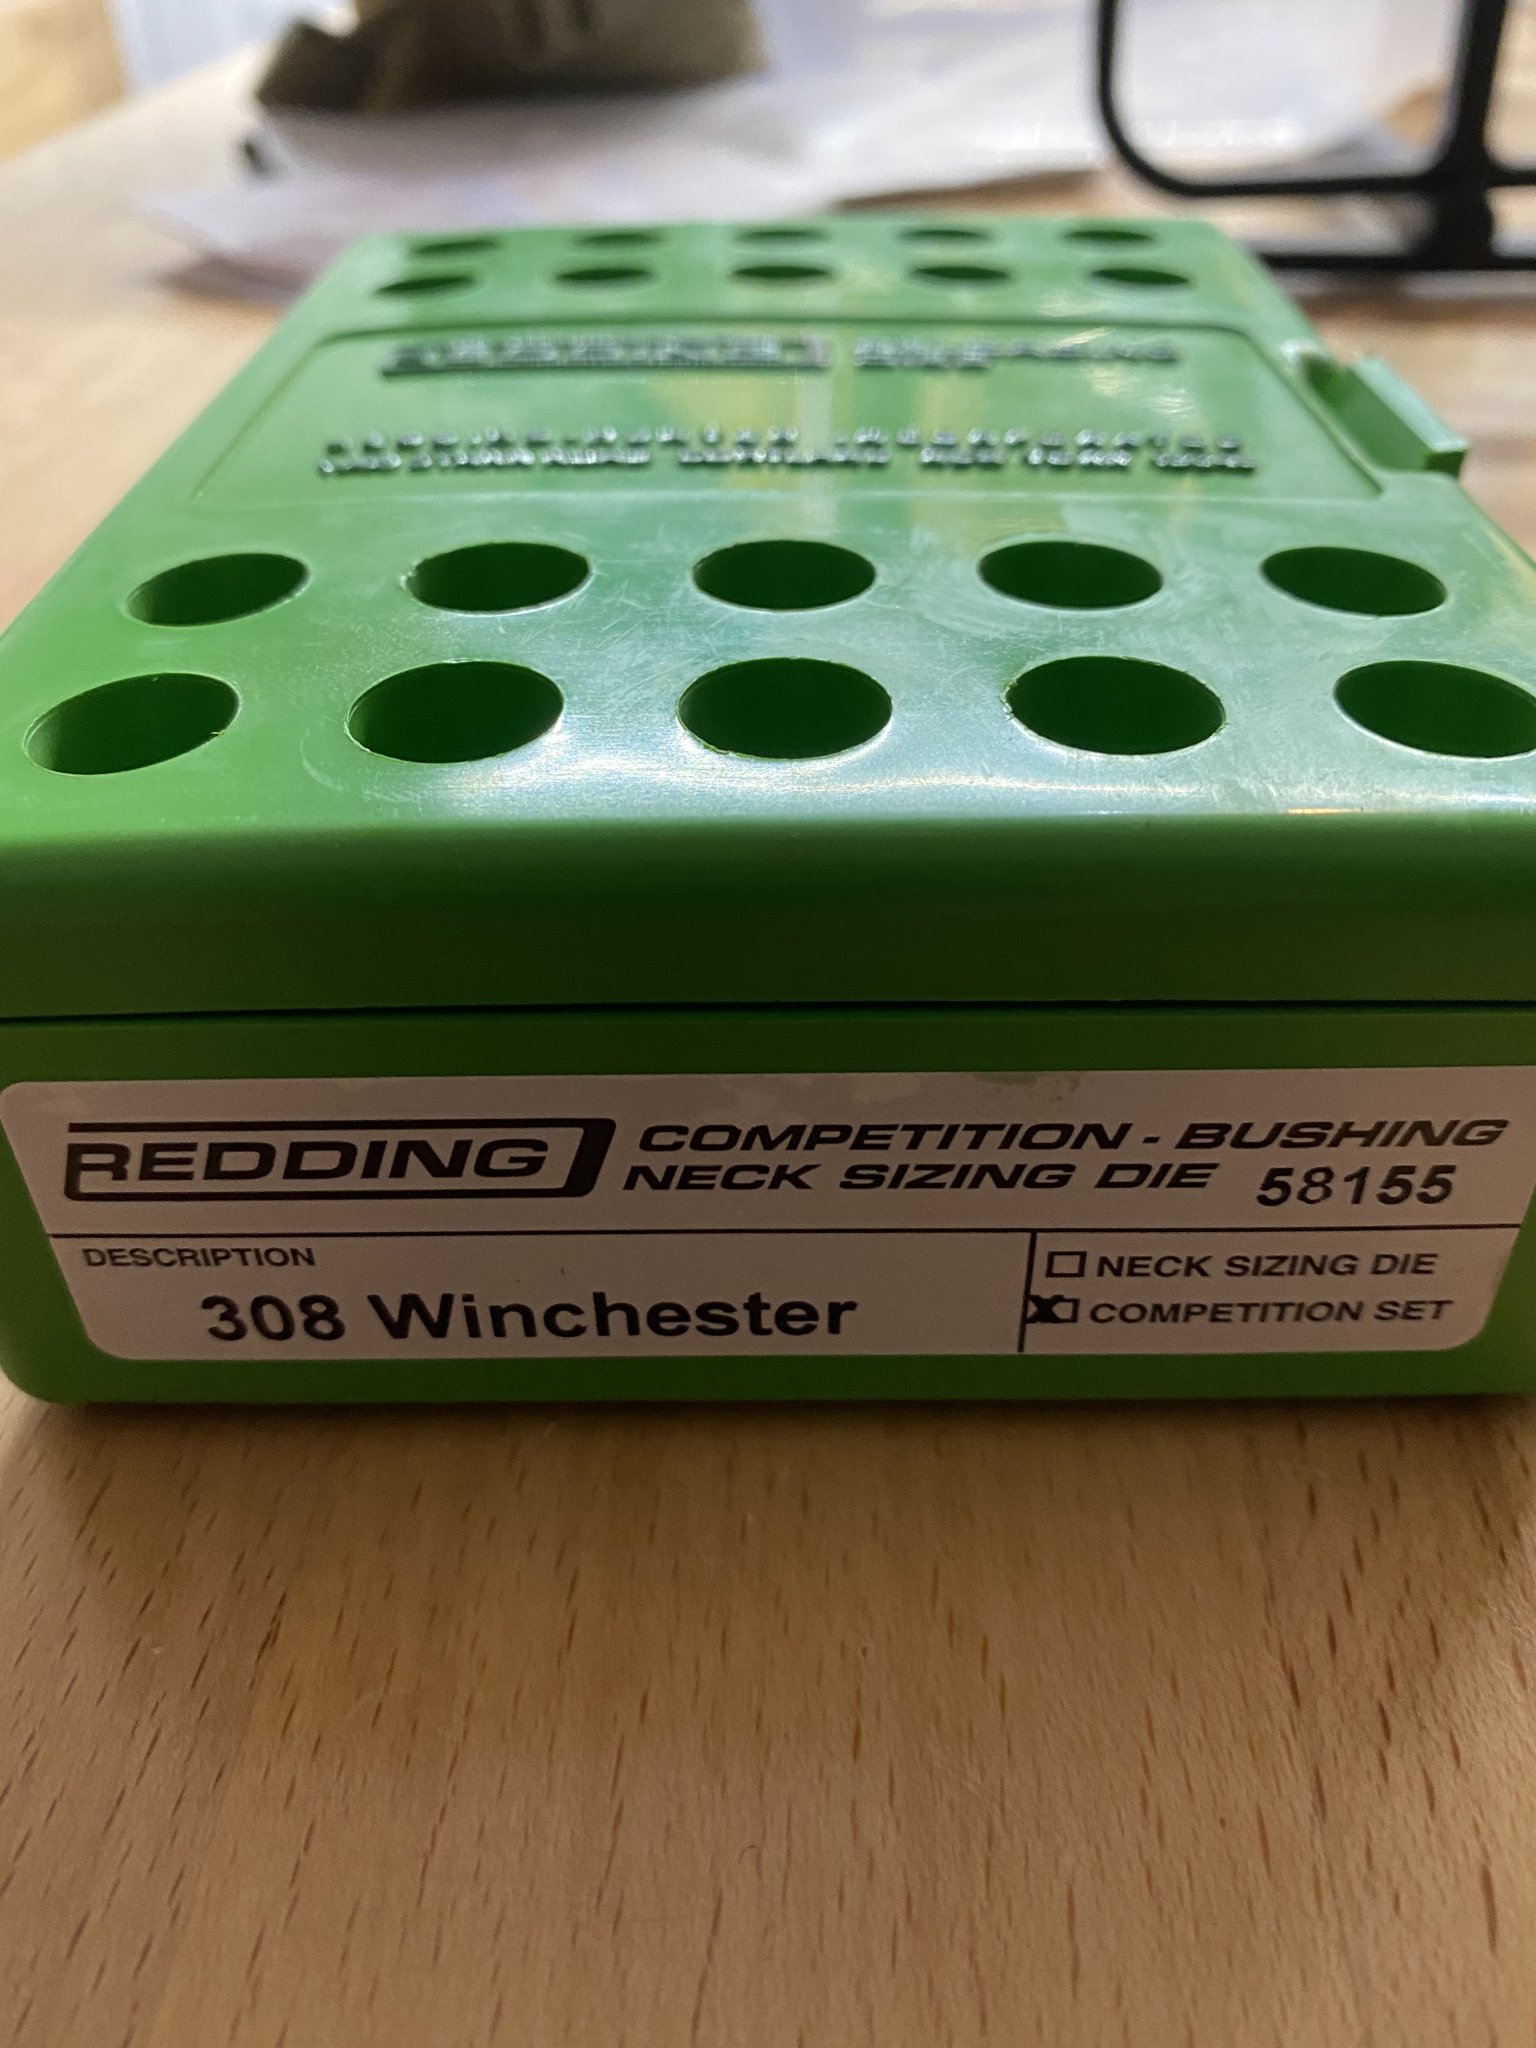 REDDING
COMPETITION - BUSHING
NECK SIZING DIE 58155
DESCRIPTION
308 Winchester
NECK SIZING DIE
X COMPETITION SET